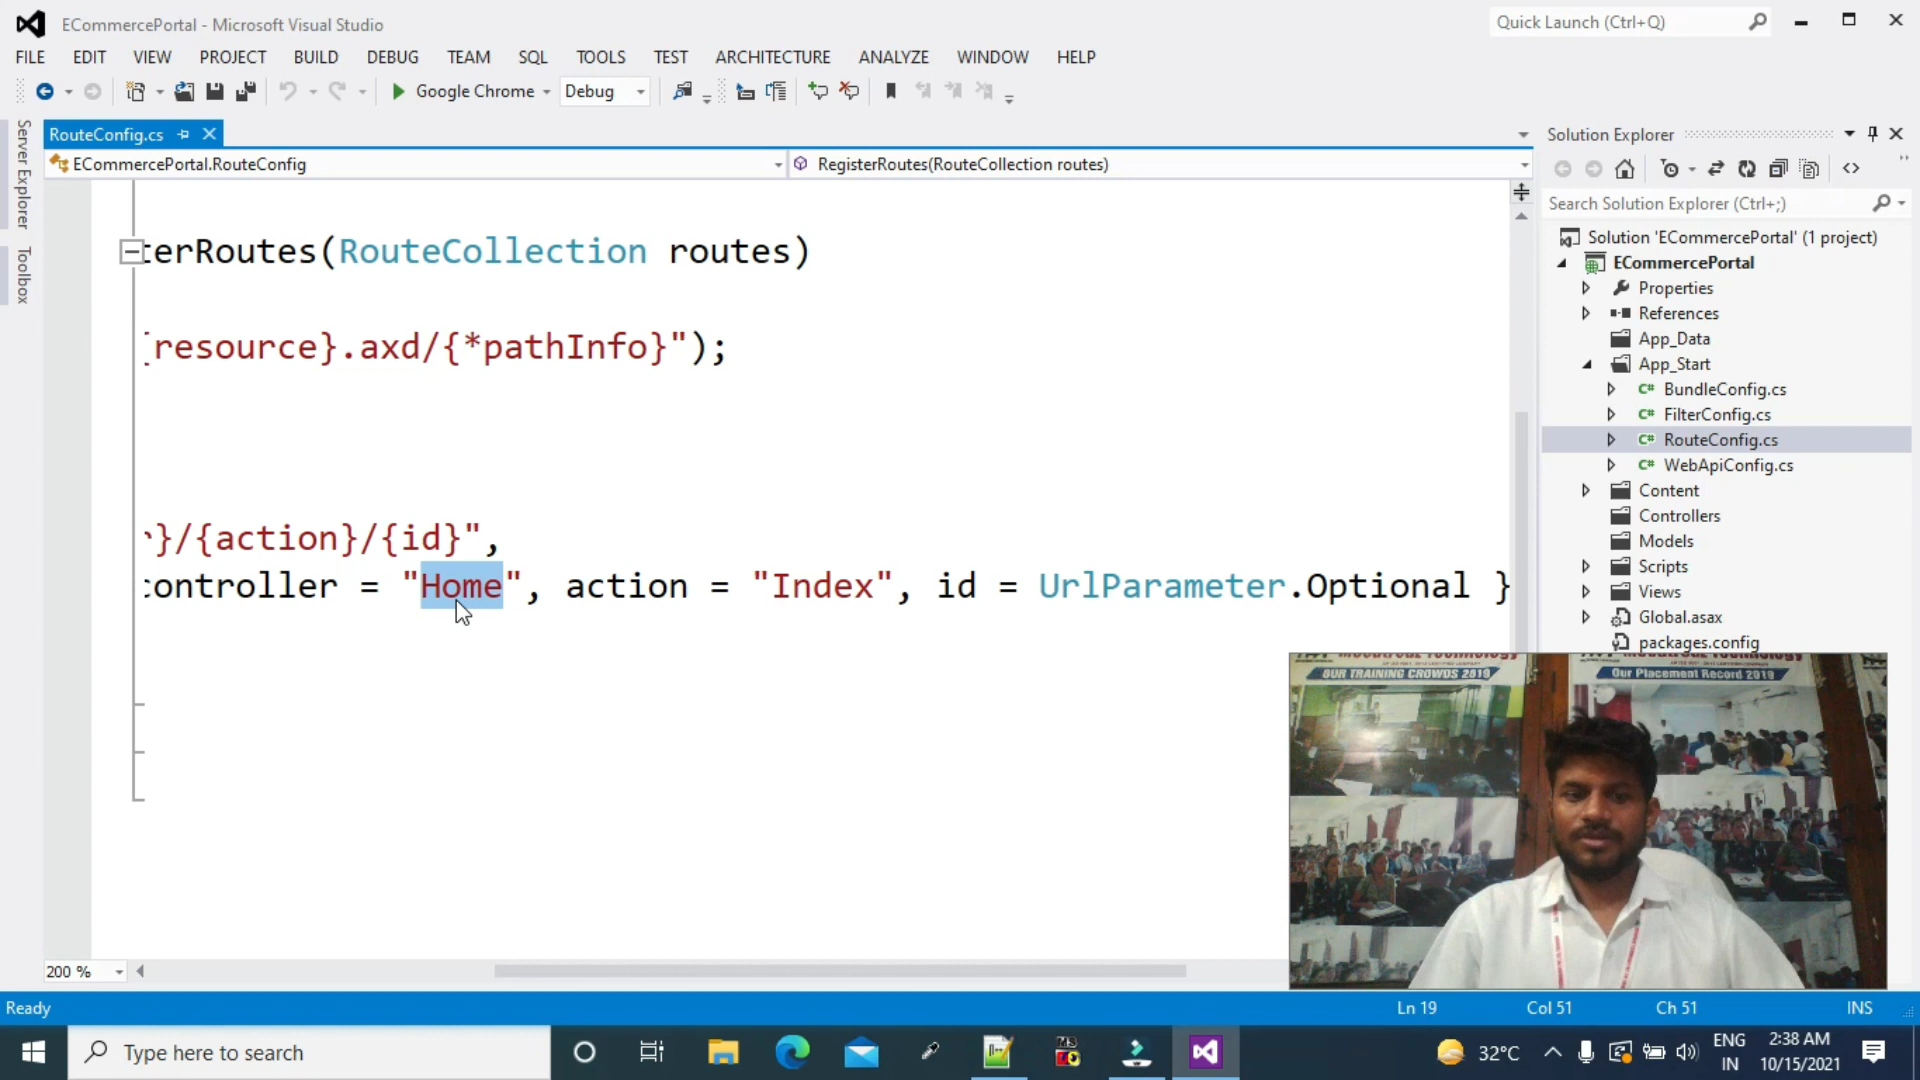 ECommercePortal - Microsoft Visual Studio
Quick Launch (Ctrl+Q)
FILE EDIT VIEW PROJECT BUILD DEBUG TEAM SQL TOOLS TEST ARCHITECTURE ANALYZE WINDOW HELP
Google Chrome Debug
Server Explorer
Toolbox
RouteConfig.cs
ECommercePortal.RouteConfig
RegisterRoutes(RouteCollection routes)
terRoutes(RouteCollection routes)
[resource}.axd/{*pathInfo}");
r}/{action}/{id}",
controller = "Home", action = "Index", id = UrlParameter.Optional }
200 %
Solution Explorer
Search Solution Explorer (Ctrl+;)
Solution 'ECommercePortal' (1 project)
ECommercePortal
Properties
References
App_Data
App_Start
C# BundleConfig.cs
C# FilterConfig.cs
C# RouteConfig.cs
C# WebApiConfig.cs
Content
Controllers
Models
Scripts
Views
Global.asax
packages.config
OUR TRAINING CROWDS 2019
Our Placement Record 2019
Ready
Ln 19 Col 51 Ch 51 INS
Type here to search
32°C
ENG
IN
2:38 AM
10/15/2021